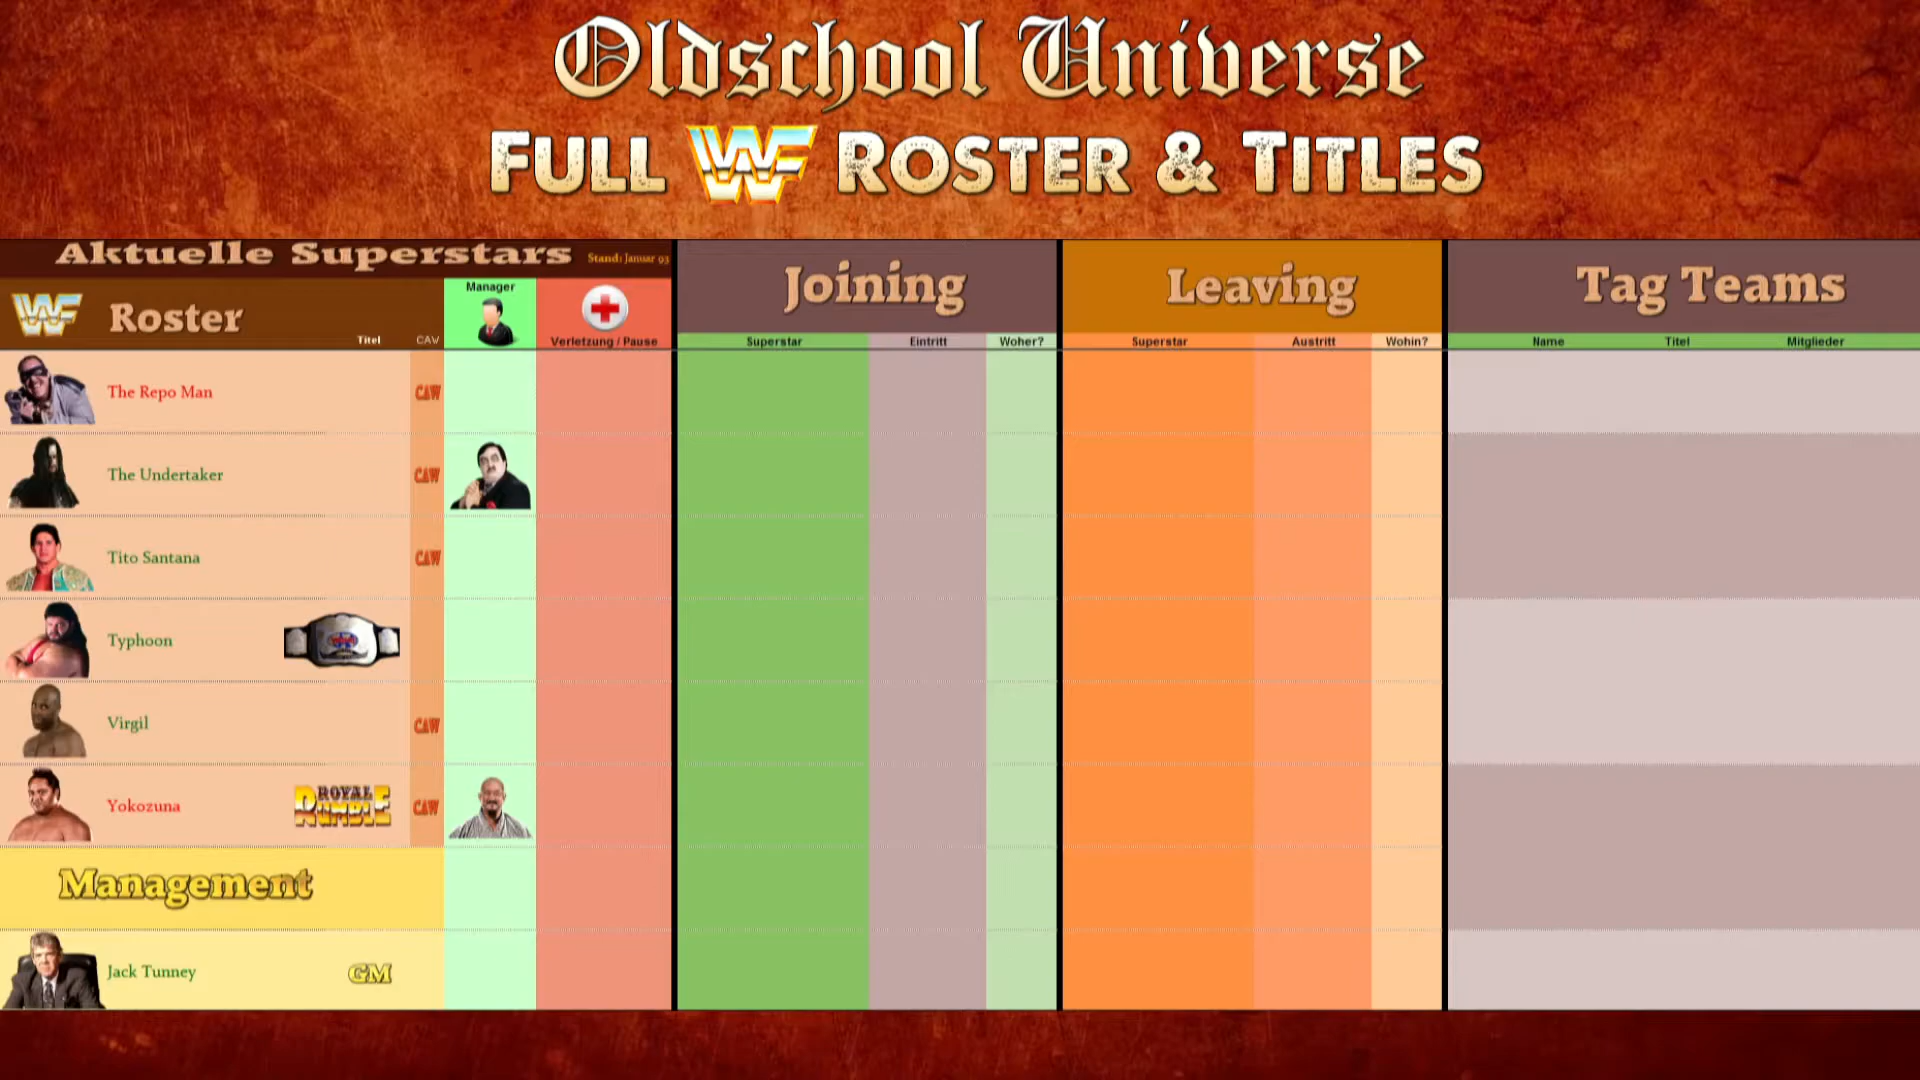 Oldschool Universe
FULL WWF ROSTER & TITLES
Aktuelle Superstars Stand: Januar 93
Joining
Leaving
Tag Teams
WWF Roster Titel CAW
Manager
Verletzung / Pause
Superstar Eintritt Woher?
Superstar Austritt Wohin?
Name Titel Mitglieder
The Repo Man CAW
The Undertaker CAW
Tito Santana CAW
Typhoon
Virgil CAW
Yokozuna ROYAL RUMBLE CAW
Management
Jack Tunney GM